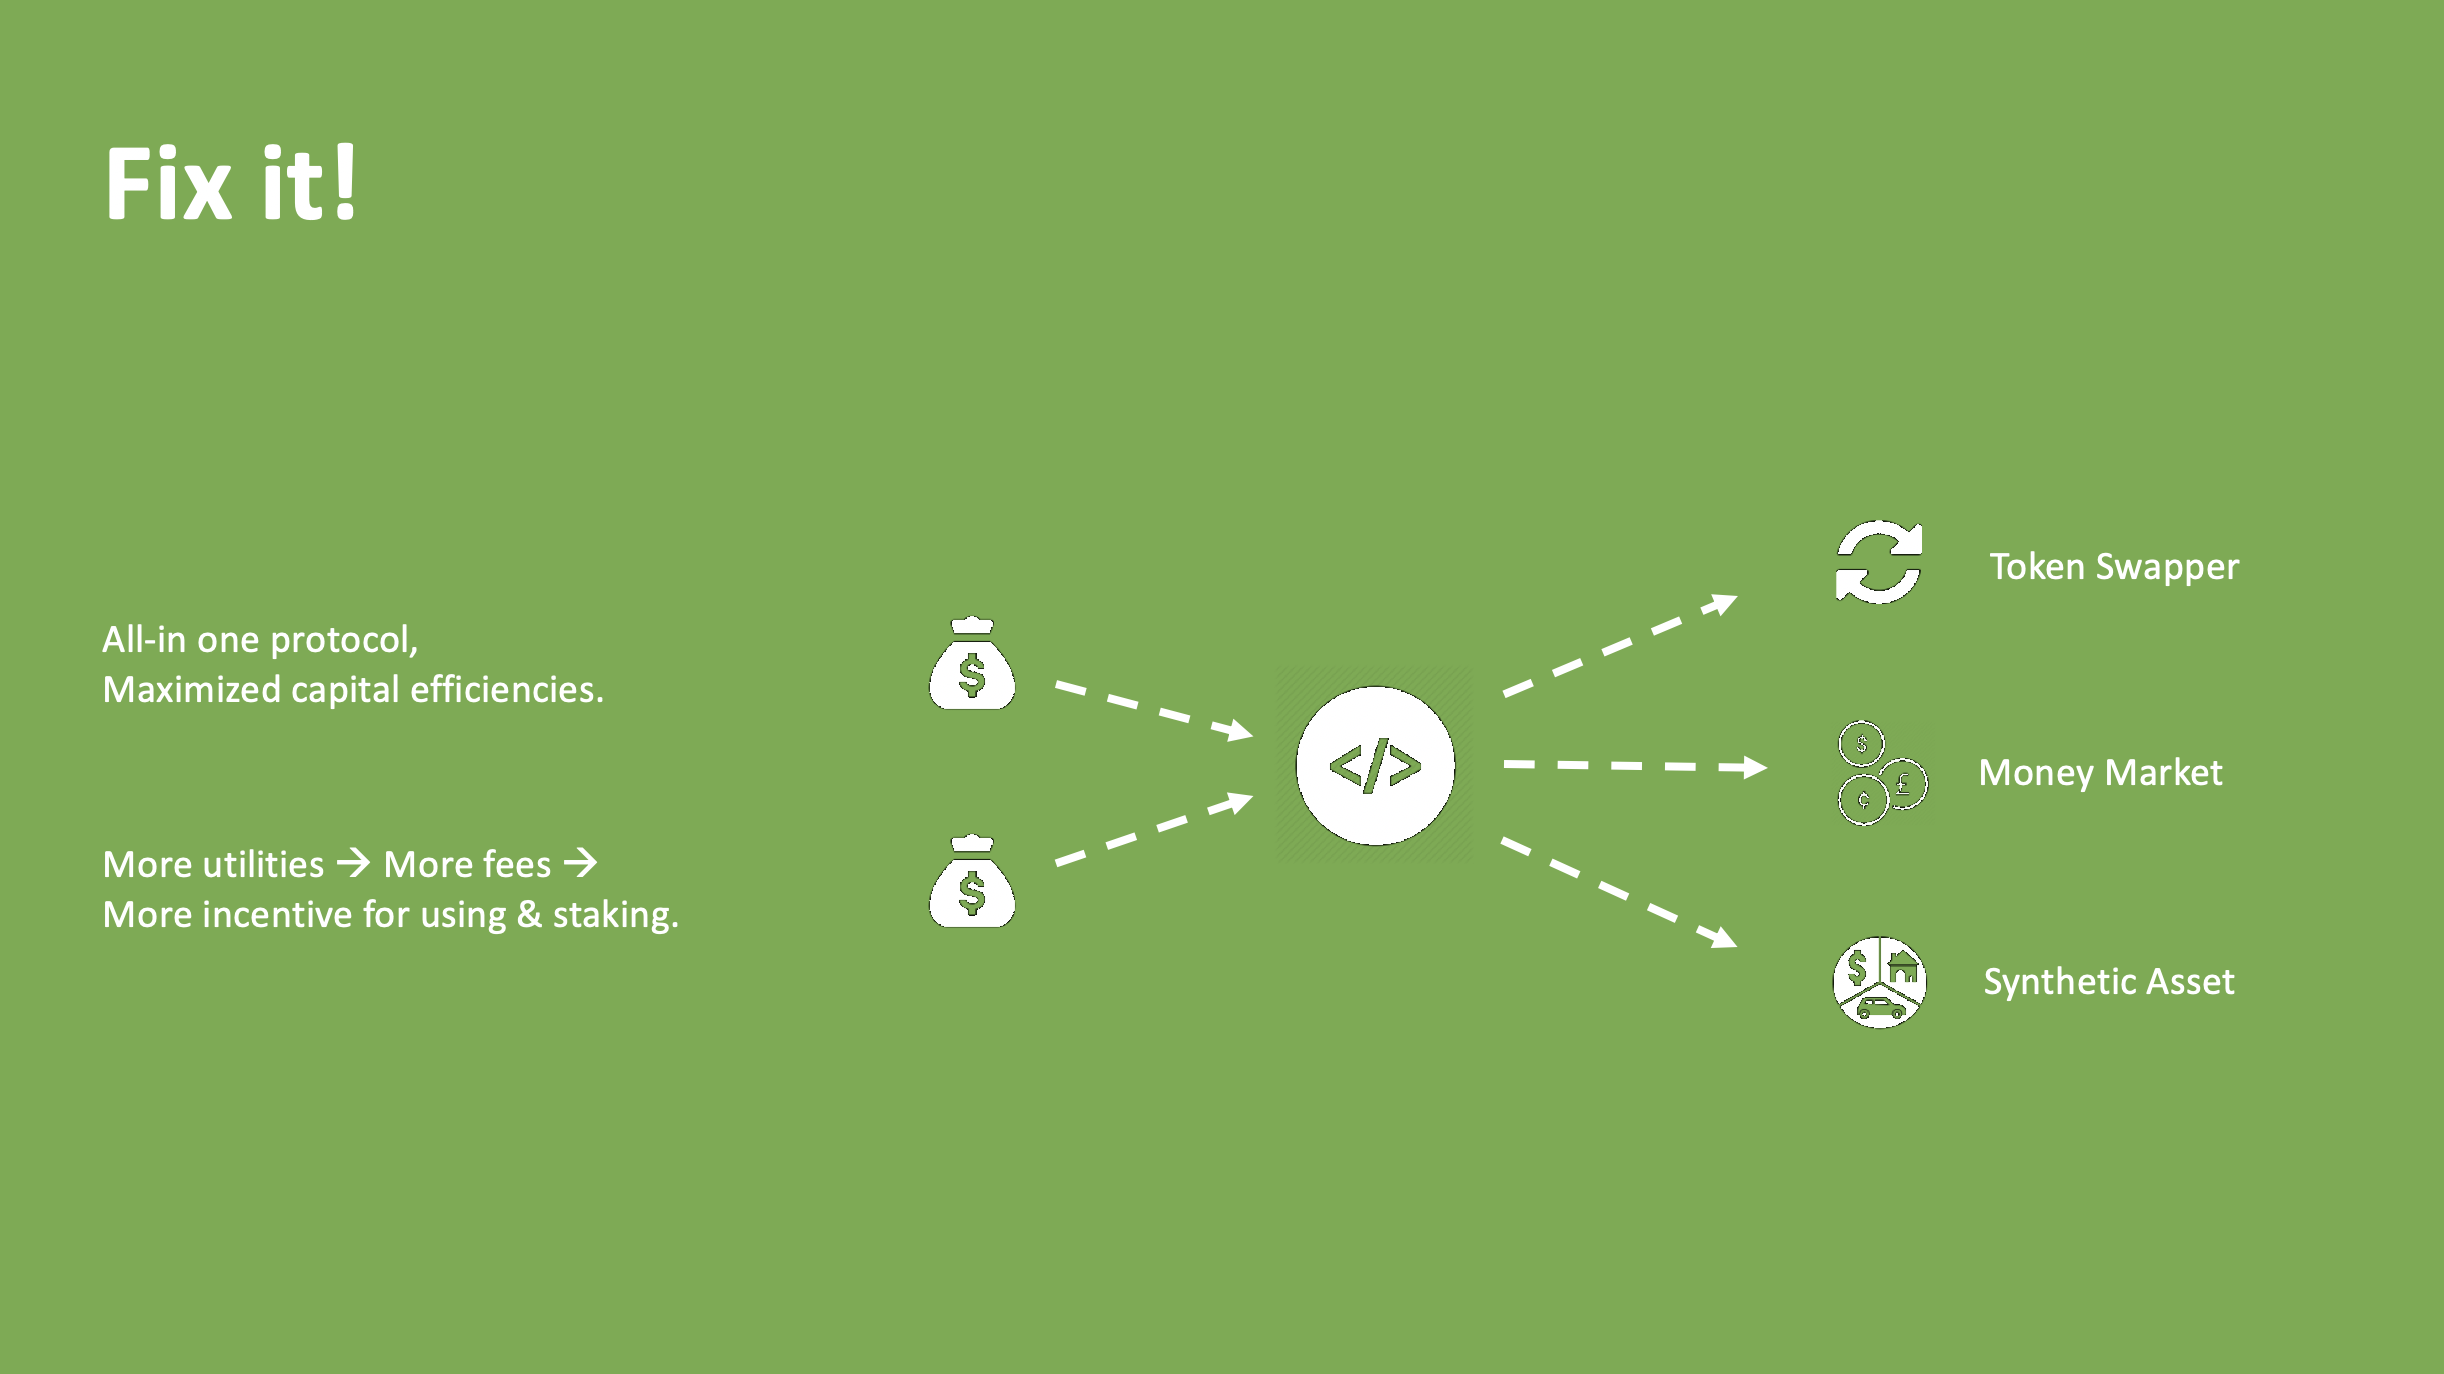 Fix it!
All-in one protocol,
Maximized capital efficiencies.
More utilities → More fees →
More incentive for using & staking.
$
$
</>
Token Swapper
$
£
¢
Money Market
$
Synthetic Asset